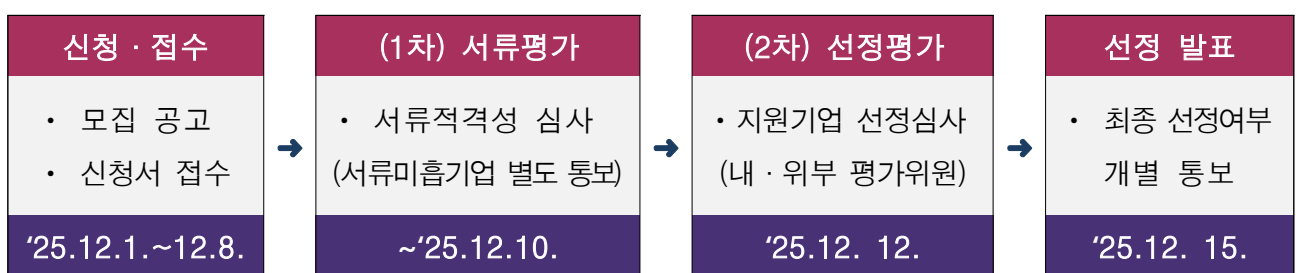 신청 · 접수
• 모집 공고
• 신청서 접수
‘25.12.1.~12.8.
➜
(1차) 서류평가
• 서류적격성 심사
(서류미흡기업 별도 통보)
~‘25.12.10.
➜
(2차) 선정평가
• 지원기업 선정심사
(내 · 위부 평가위원)
‘25.12. 12.
➜
선정 발표
• 최종 선정여부
개별 통보
‘25.12. 15.